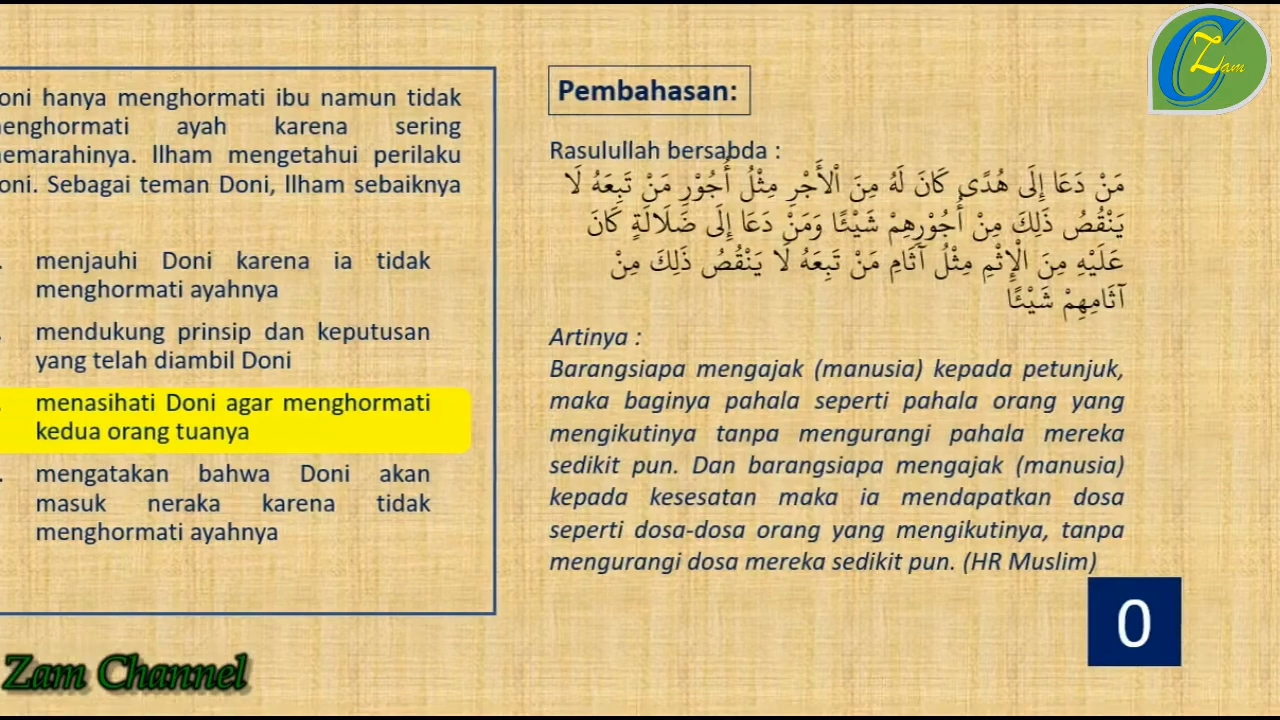 oni hanya menghormati ibu namun tidak
enghormati ayah karena sering
emarahinya. Ilham mengetahui perilaku
oni. Sebagai teman Doni, Ilham sebaiknya
. menjauhi Doni karena ia tidak
menghormati ayahnya
. mendukung prinsip dan keputusan
yang telah diambil Doni
. menasihati Doni agar menghormati
kedua orang tuanya
. mengatakan bahwa Doni akan
masuk neraka karena tidak
menghormati ayahnya
Pembahasan:
Rasulullah bersabda :
مَنْ دَعَا إِلَى هُدًى كَانَ لَهُ مِنَ الْأَجْرِ مِثْلُ أُجُوْرِ مَنْ تَبِعَهُ لَا
يَنْقُصُ ذَلِكَ مِنْ أُجُوْرِهِمْ شَيْئًا وَمَنْ دَعَا إِلَى ضَلَالَةٍ كَانَ
عَلَيْهِ مِنَ الْإِثْمِ مِثْلُ آثَامِ مَنْ تَبِعَهُ لَا يَنْقُصُ ذَلِكَ مِنْ
آثَامِهِمْ شَيْئًا
Artinya :
Barangsiapa mengajak (manusia) kepada petunjuk,
maka baginya pahala seperti pahala orang yang
mengikutinya tanpa mengurangi pahala mereka
sedikit pun. Dan barangsiapa mengajak (manusia)
kepada kesesatan maka ia mendapatkan dosa
seperti dosa-dosa orang yang mengikutinya, tanpa
mengurangi dosa mereka sedikit pun. (HR Muslim)
0
Zam Channel
C Zam